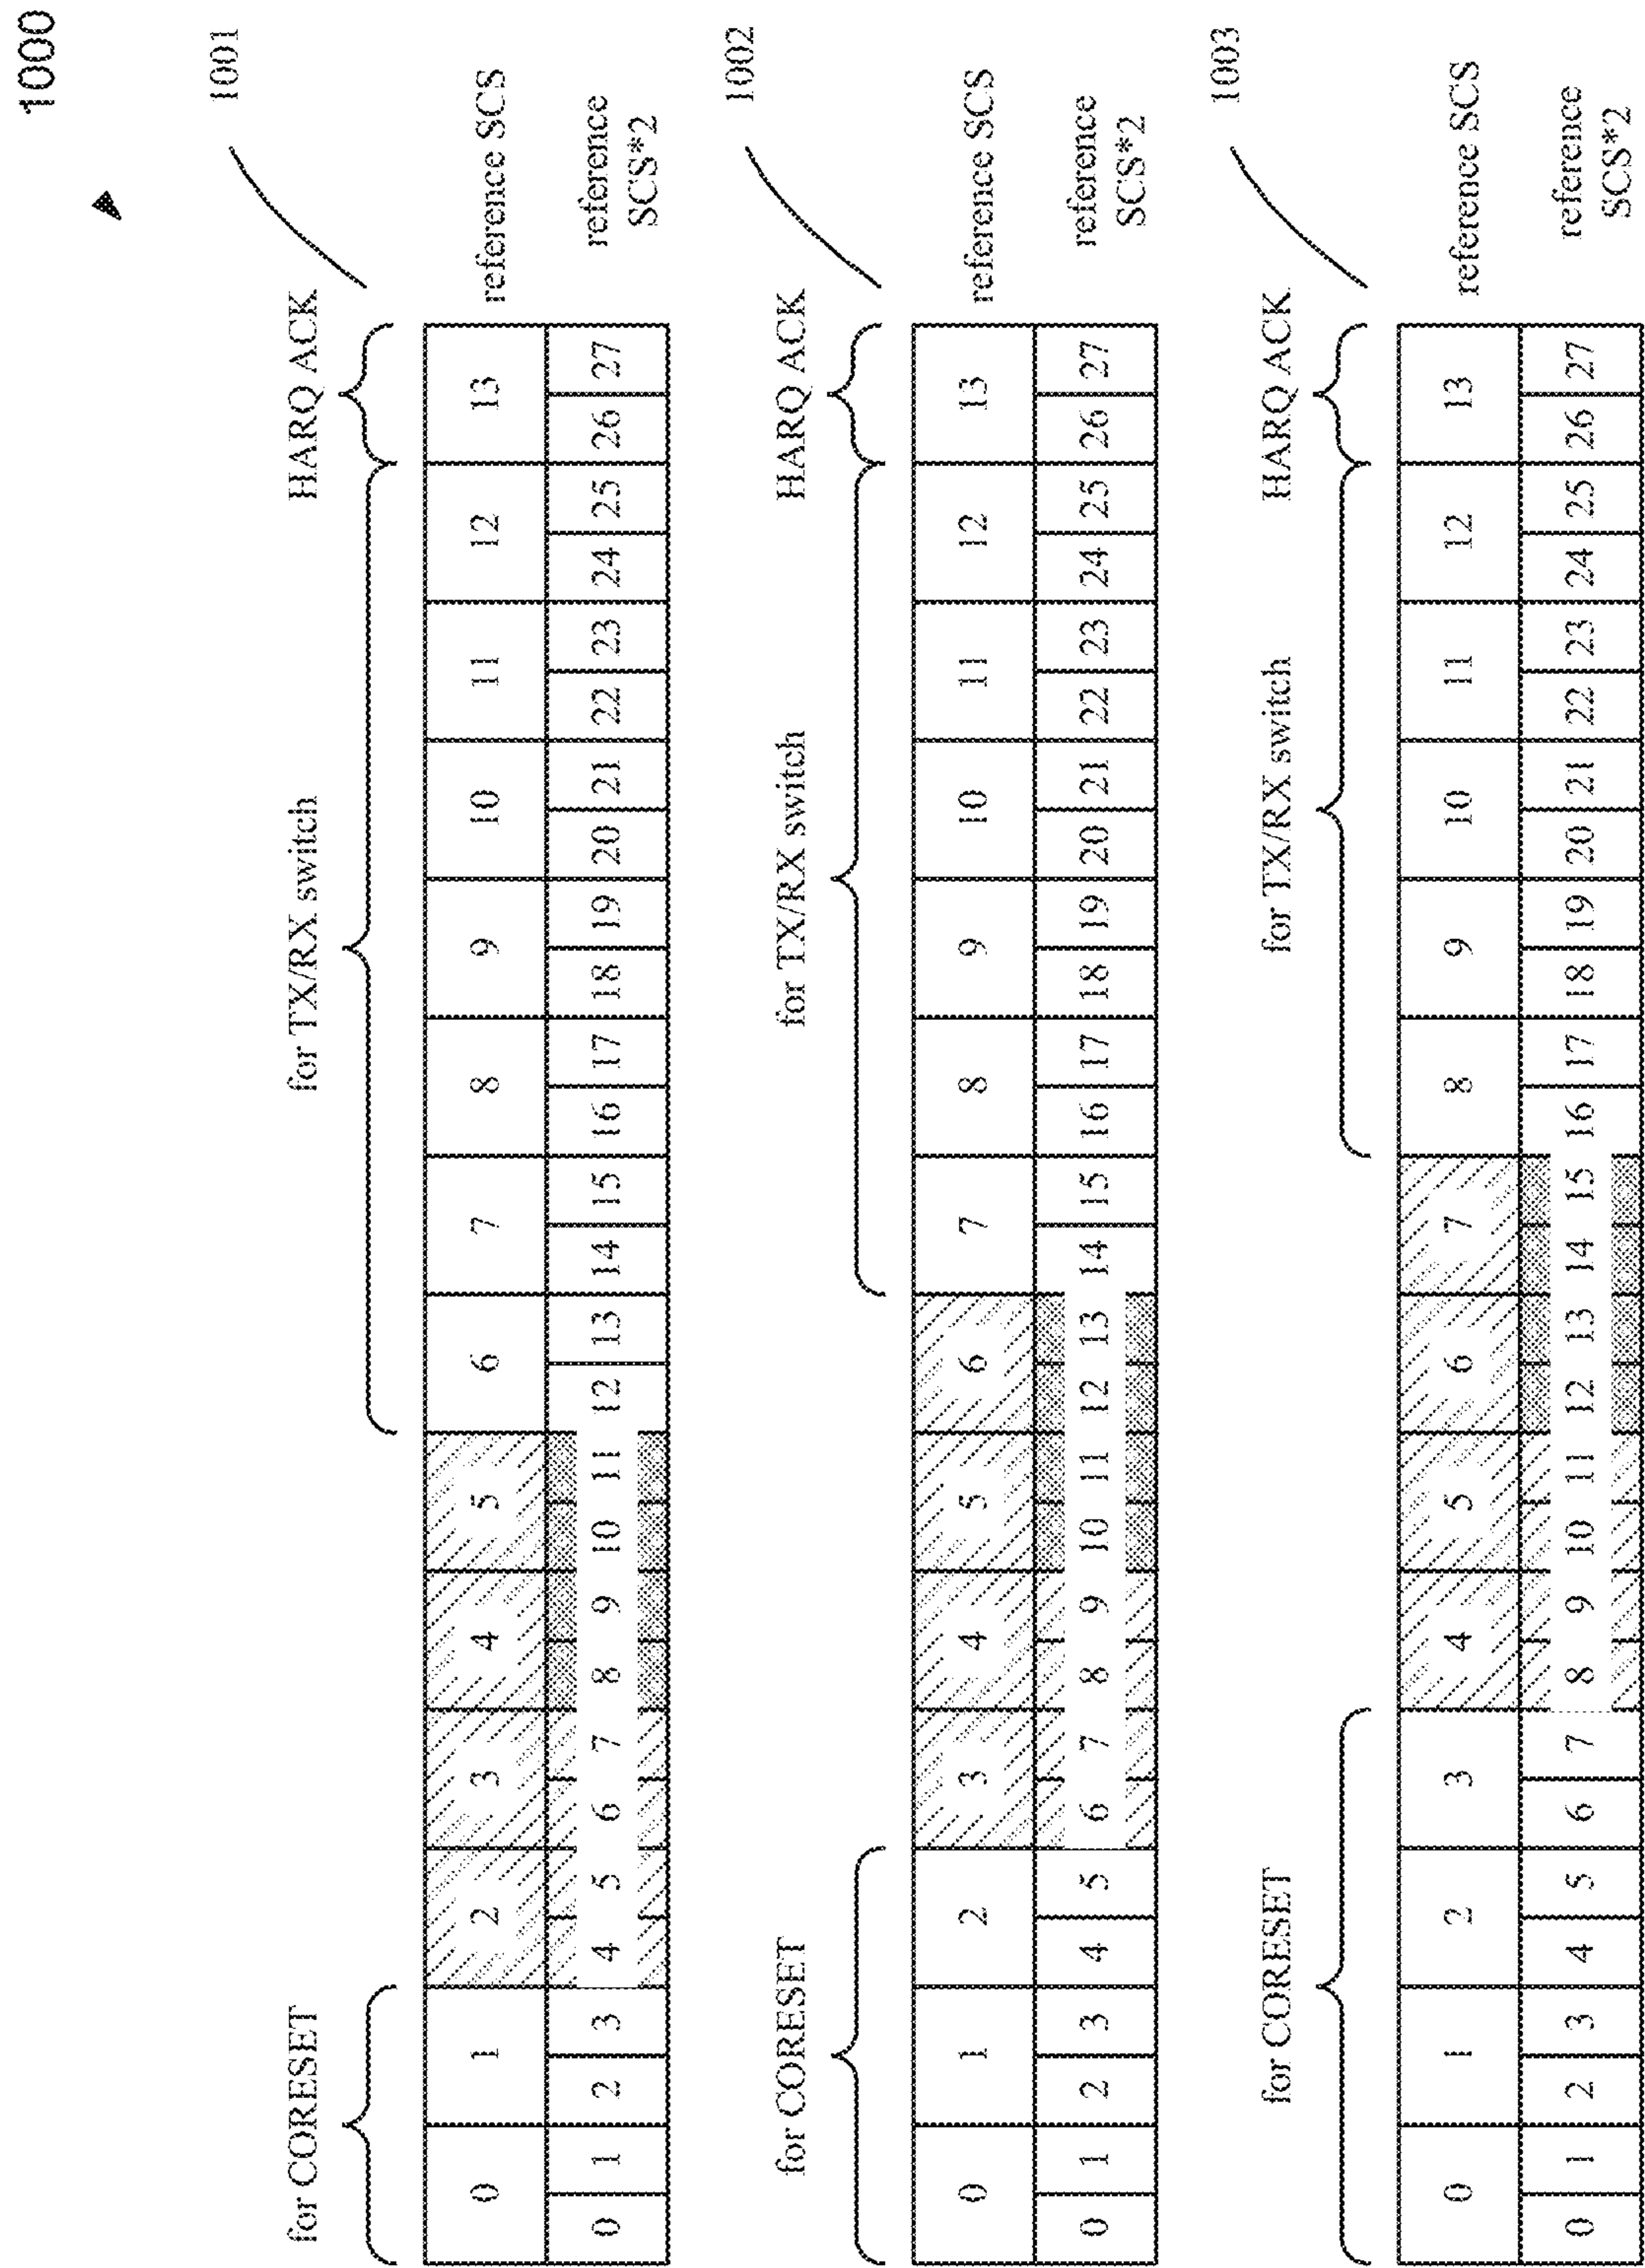 1000
1001
for CORESET for TX/RX switch HARQ ACK
0 1 2 3 4 5 6 7 8 9 10 11 12 13 reference SCS
0 1 2 3 4 5 6 7 8 9 10 11 12 13 14 15 16 17 18 19 20 21 22 23 24 25 26 27 reference
SCS*2
1002
for CORESET for TX/RX switch HARQ ACK
0 1 2 3 4 5 6 7 8 9 10 11 12 13 reference SCS
0 1 2 3 4 5 6 7 8 9 10 11 12 13 14 15 16 17 18 19 20 21 22 23 24 25 26 27 reference
SCS*2
1003
for CORESET for TX/RX switch HARQ ACK
0 1 2 3 4 5 6 7 8 9 10 11 12 13 reference SCS
0 1 2 3 4 5 6 7 8 9 10 11 12 13 14 15 16 17 18 19 20 21 22 23 24 25 26 27 reference
SCS*2